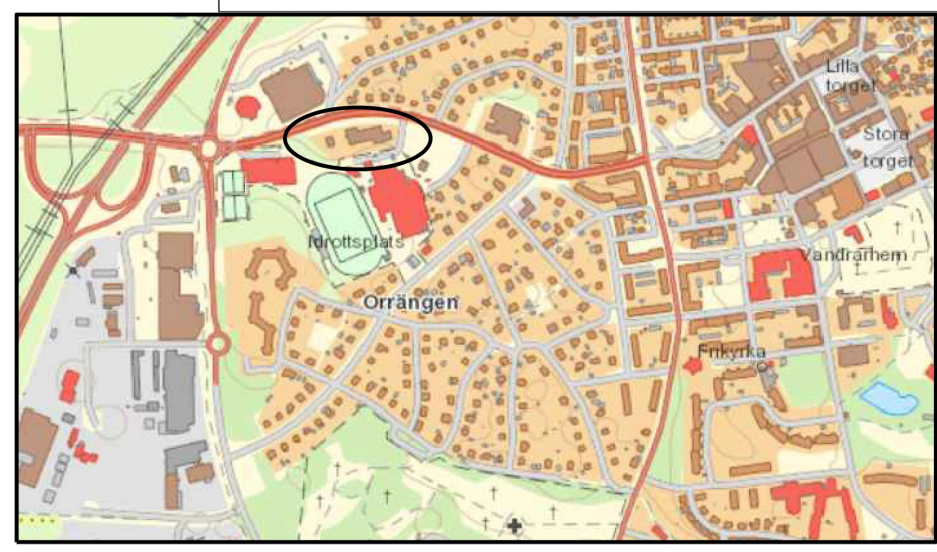 Lilla
torget
Stora
torget
Idrottsplats
Vandrarhem
Orrängen
Frikyrka